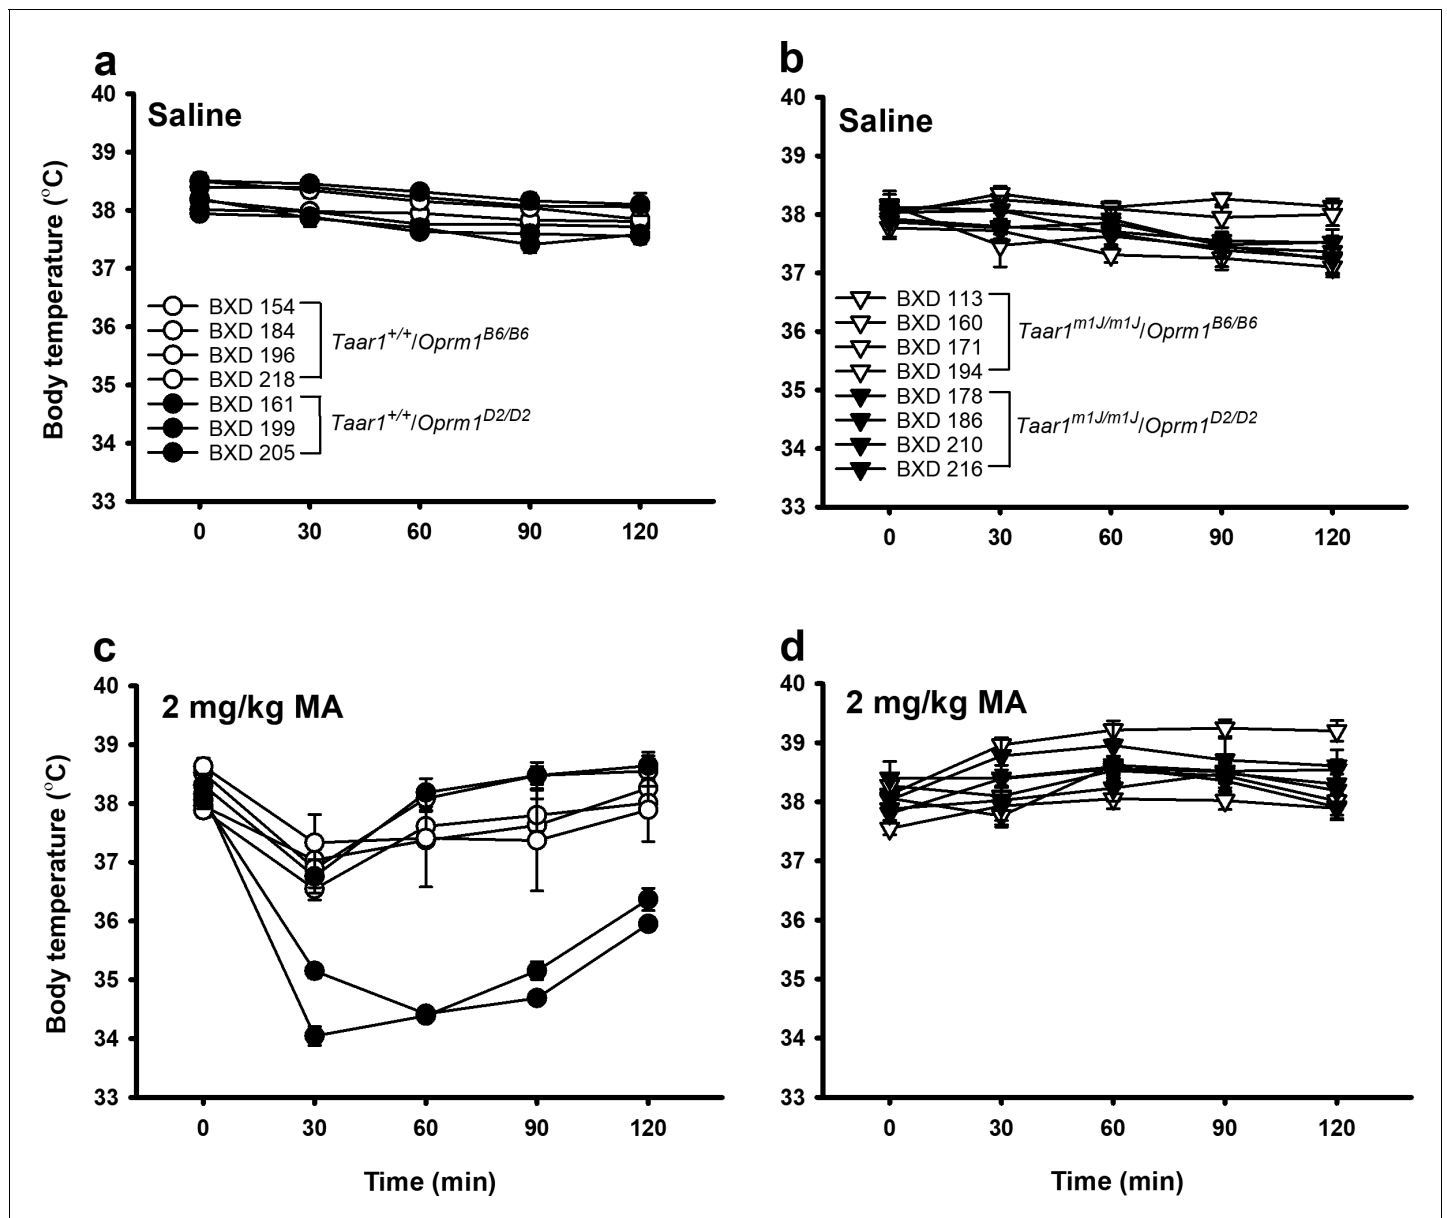 a
Saline
Body temperature (°C)
40
39
38
37
36
35
34
33
0 30 60 90 120
BXD 154
BXD 184
BXD 196
BXD 218
Taar1+/+/Oprm1B6/B6
BXD 161
BXD 199
BXD 205
Taar1+/+/Oprm1D2/D2
b
Saline
40
39
38
37
36
35
34
33
0 30 60 90 120
BXD 113
BXD 160
BXD 171
BXD 194
Taar1m1J/m1J/Oprm1B6/B6
BXD 178
BXD 186
BXD 210
BXD 216
Taar1m1J/m1J/Oprm1D2/D2
c
2 mg/kg MA
Body temperature (°C)
40
39
38
37
36
35
34
33
0 30 60 90 120
Time (min)
d
2 mg/kg MA
40
39
38
37
36
35
34
33
0 30 60 90 120
Time (min)